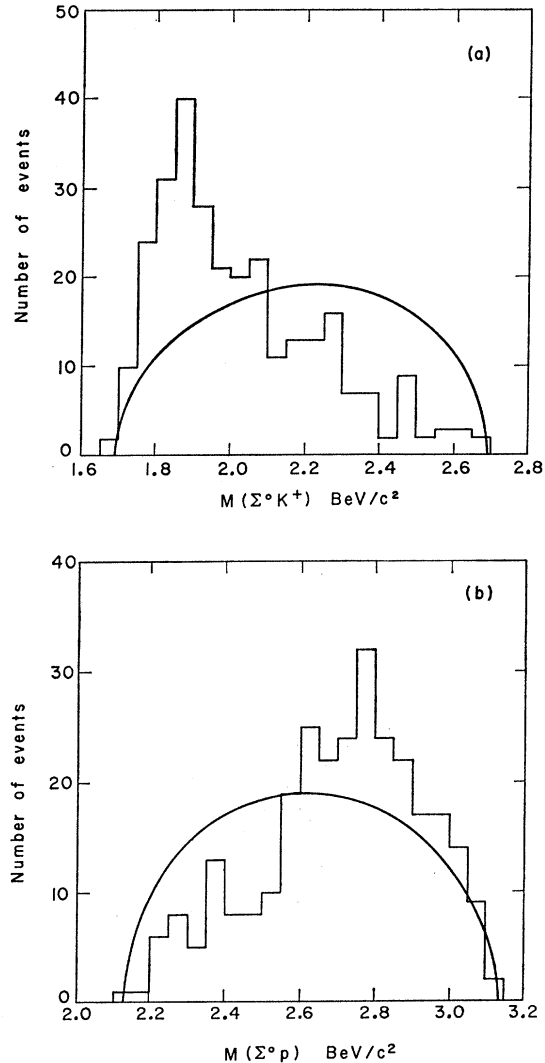 50
40
30
20
10
0
Number of events
(a)
1.6 1.8 2.0 2.2 2.4 2.6 2.8
M (Σ°K⁺) BeV/c²
40
30
20
10
0
Number of events
(b)
2.0 2.2 2.4 2.6 2.8 3.0 3.2
M (Σ°p) BeV/c²